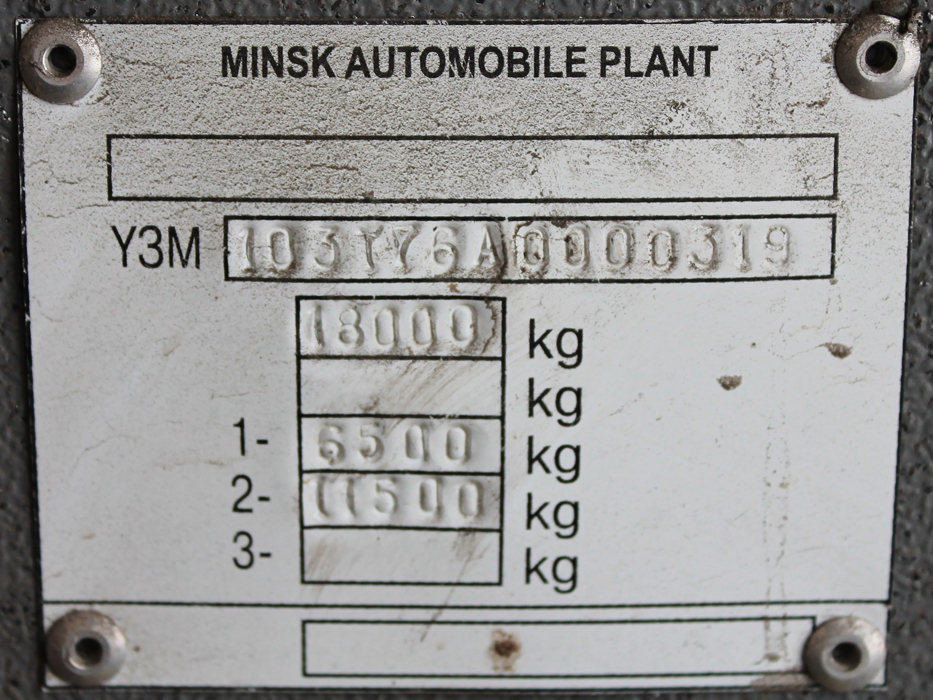 MINSK AUTOMOBILE PLANT
Y3M 103T76A0000319
18000 kg
kg
1- 6500 kg
2- 11500 kg
3- kg